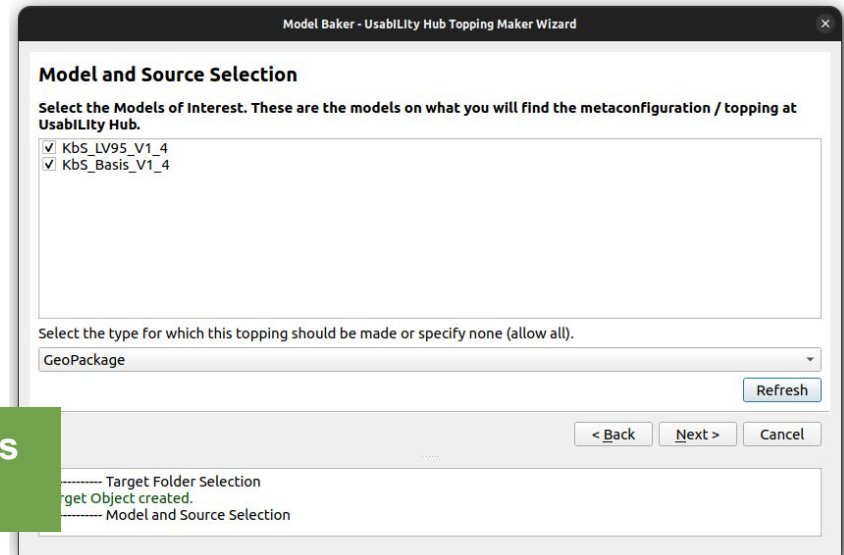 Model Baker - UsabILIty Hub Topping Maker Wizard
Model and Source Selection
Select the Models of Interest. These are the models on what you will find the metaconfiguration / topping at
UsabILIty Hub.
KbS_LV95_V1_4
KbS_Basis_V1_4
Select the type for which this topping should be made or specify none (allow all).
GeoPackage
Refresh
< Back Next > Cancel
s
----------- Target Folder Selection
rget Object created.
----------- Model and Source Selection